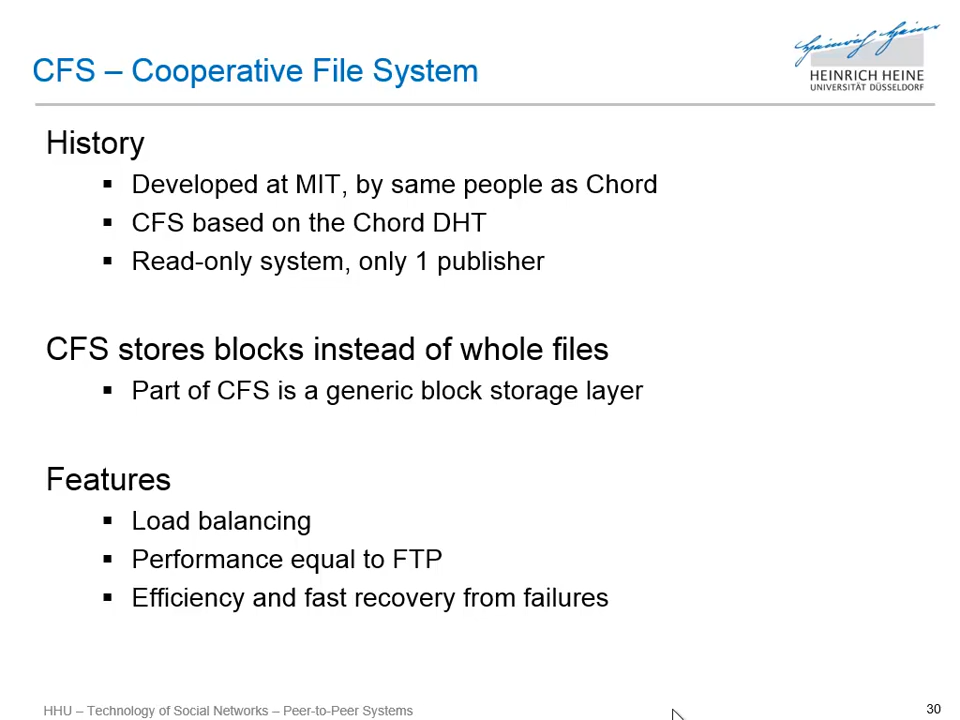 CFS – Cooperative File System
Heinrich Heine
HEINRICH HEINE
UNIVERSITÄT DÜSSELDORF
History
▪ Developed at MIT, by same people as Chord
▪ CFS based on the Chord DHT
▪ Read-only system, only 1 publisher
CFS stores blocks instead of whole files
▪ Part of CFS is a generic block storage layer
Features
▪ Load balancing
▪ Performance equal to FTP
▪ Efficiency and fast recovery from failures
HHU – Technology of Social Networks – Peer-to-Peer Systems
30